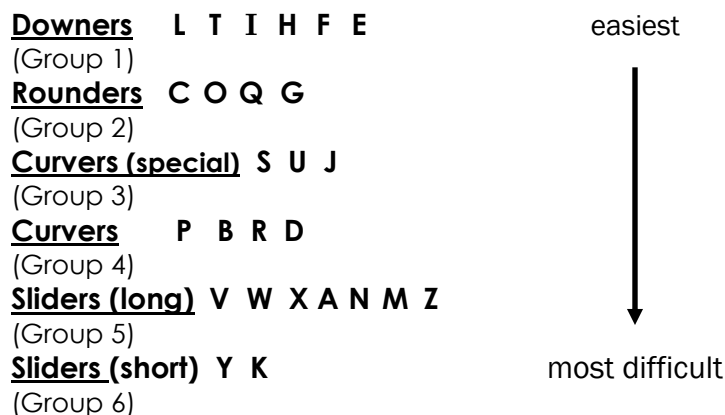 Downers L T I H F E easiest
(Group 1)
Rounders C O Q G
(Group 2)
Curvers (special) S U J
(Group 3)
Curvers P B R D
(Group 4)
Sliders (long) V W X A N M Z
(Group 5)
Sliders (short) Y K most difficult
(Group 6)